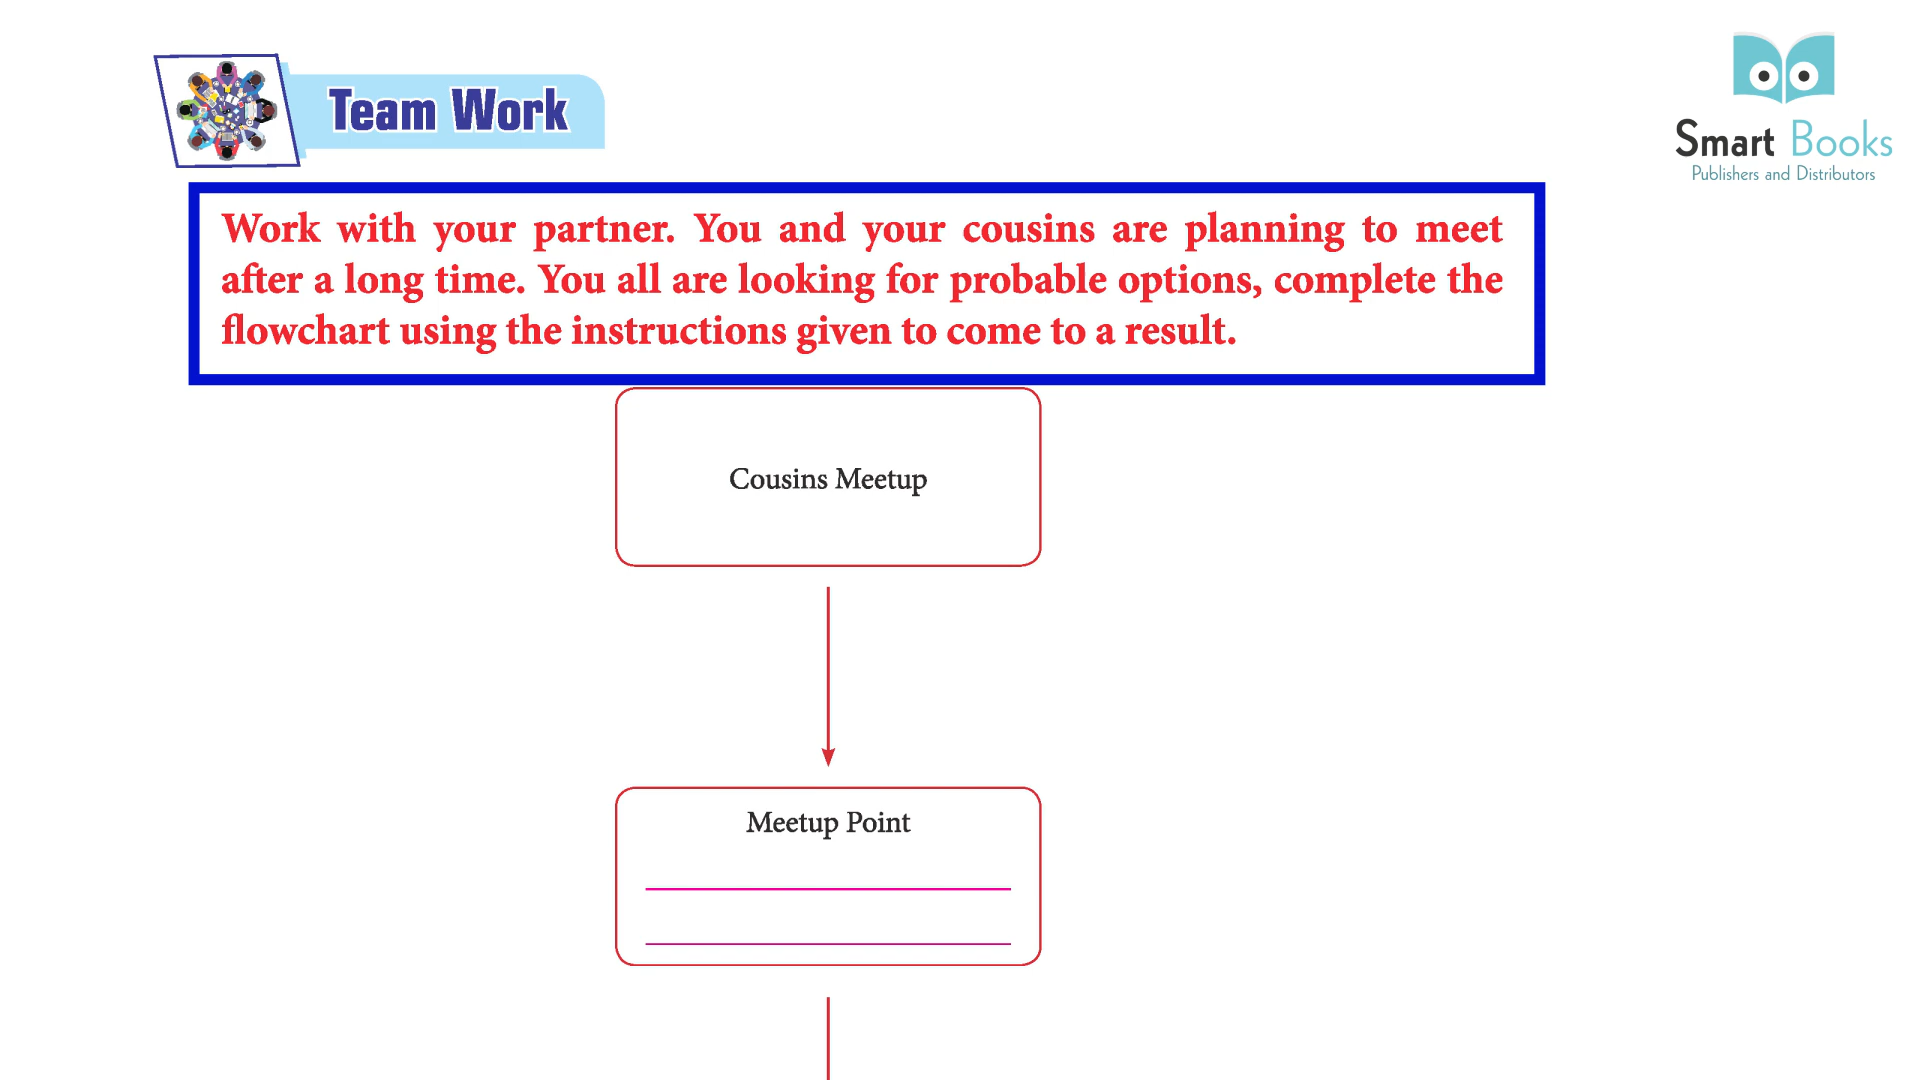 Team Work
Smart Books
Publishers and Distributors
Work with your partner. You and your cousins are planning to meet
after a long time. You all are looking for probable options, complete the
flowchart using the instructions given to come to a result.
Cousins Meetup
Meetup Point